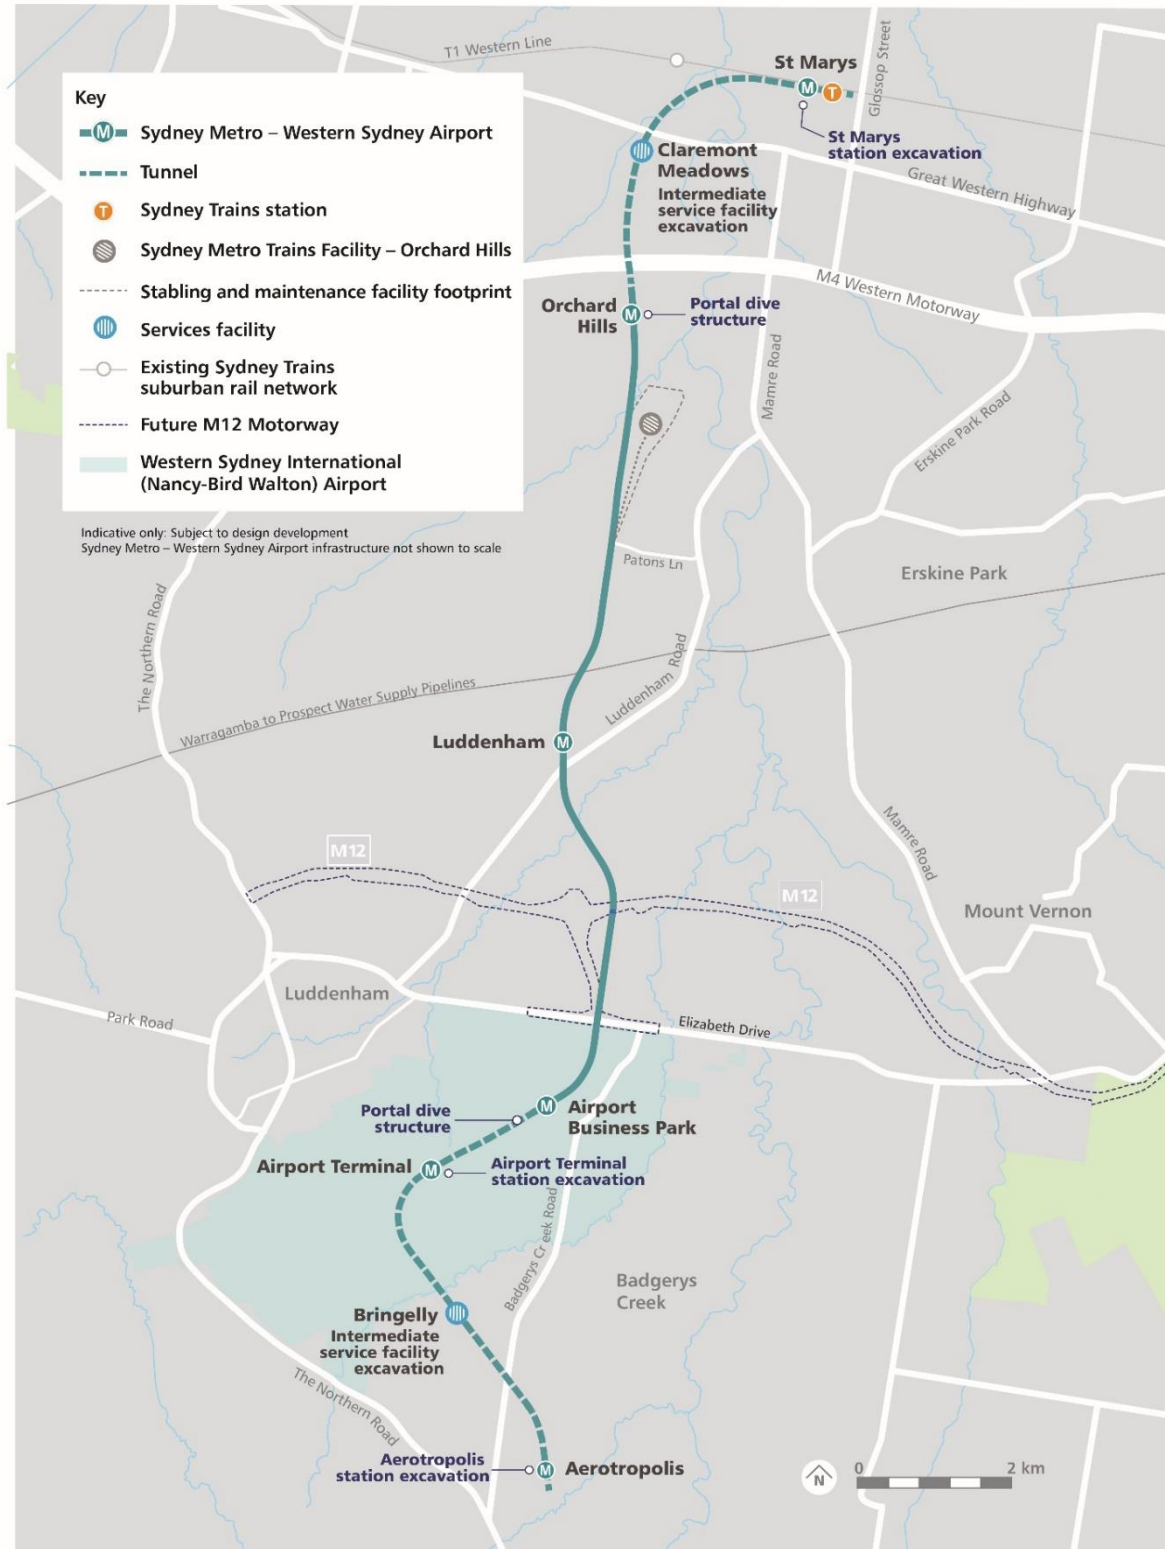 T1 Western Line
St Marys
M
T
Glossop Street
St Marys
station excavation
Key
M
Sydney Metro – Western Sydney Airport
Tunnel
T
Sydney Trains station
Sydney Metro Trains Facility – Orchard Hills
Stabling and maintenance facility footprint
Services facility
Existing Sydney Trains
suburban rail network
Future M12 Motorway
Western Sydney International
(Nancy-Bird Walton) Airport
Indicative only: Subject to design development
Sydney Metro – Western Sydney Airport infrastructure not shown to scale
Claremont
Meadows
Intermediate
service facility
excavation
Great Western Highway
M4 Western Motorway
Orchard
Hills
M
Portal dive
structure
Mamre Road
Erskine Park Road
Patons Ln
Erskine Park
The Northern Road
Warragamba to Prospect Water Supply Pipelines
Luddenham Road
Luddenham
M
Mamre Road
M12
M12
Mount Vernon
Luddenham
Park Road
Elizabeth Drive
Portal dive
structure
M
Airport
Business Park
Airport Terminal
M
Airport Terminal
station excavation
Badgerys Creek Road
Badgerys
Creek
Bringelly
Intermediate
service facility
excavation
The Northern Road
Aerotropolis
station excavation
M
Aerotropolis
N
0
2 km